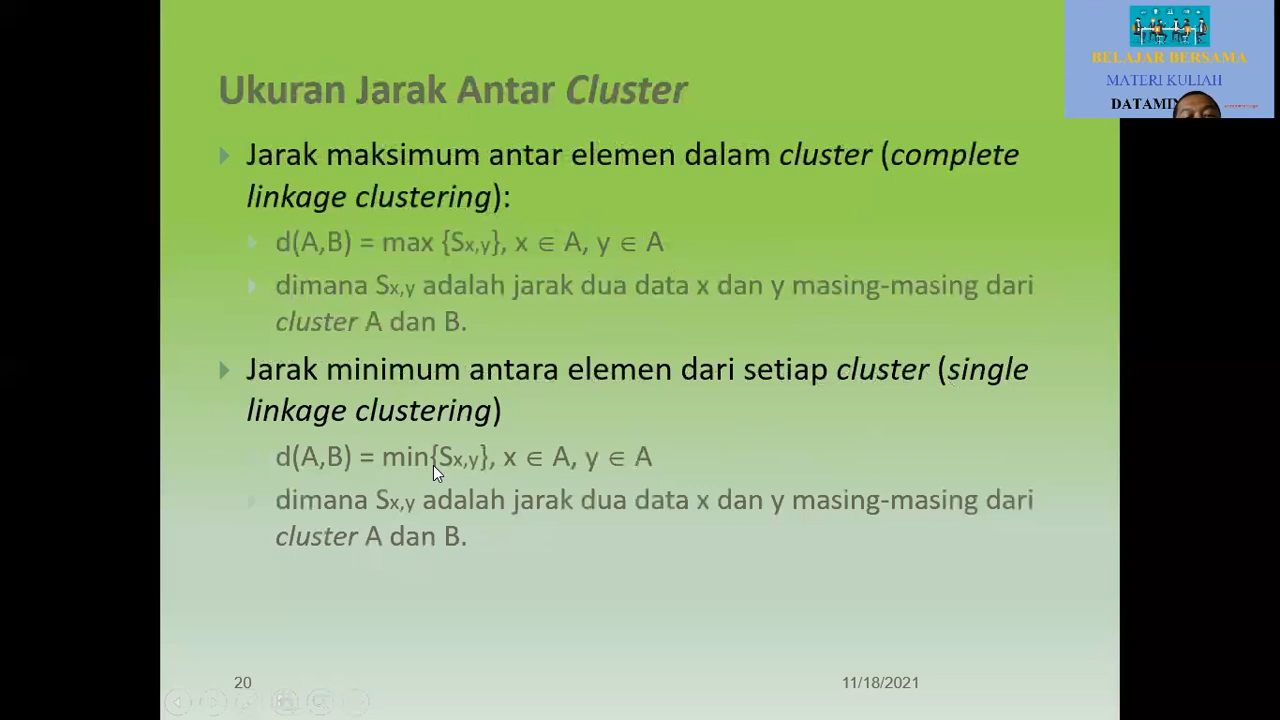 Ukuran Jarak Antar Cluster
Jarak maksimum antar elemen dalam cluster (complete
linkage clustering):
d(A,B) = max {Sx,y}, x ∈ A, y ∈ A
dimana Sx,y adalah jarak dua data x dan y masing-masing dari
cluster A dan B.
Jarak minimum antara elemen dari setiap cluster (single
linkage clustering)
d(A,B) = min{Sx,y}, x ∈ A, y ∈ A
dimana Sx,y adalah jarak dua data x dan y masing-masing dari
cluster A dan B.
20
11/18/2021
BELAJAR BERSAMA
MATERI KULIAH